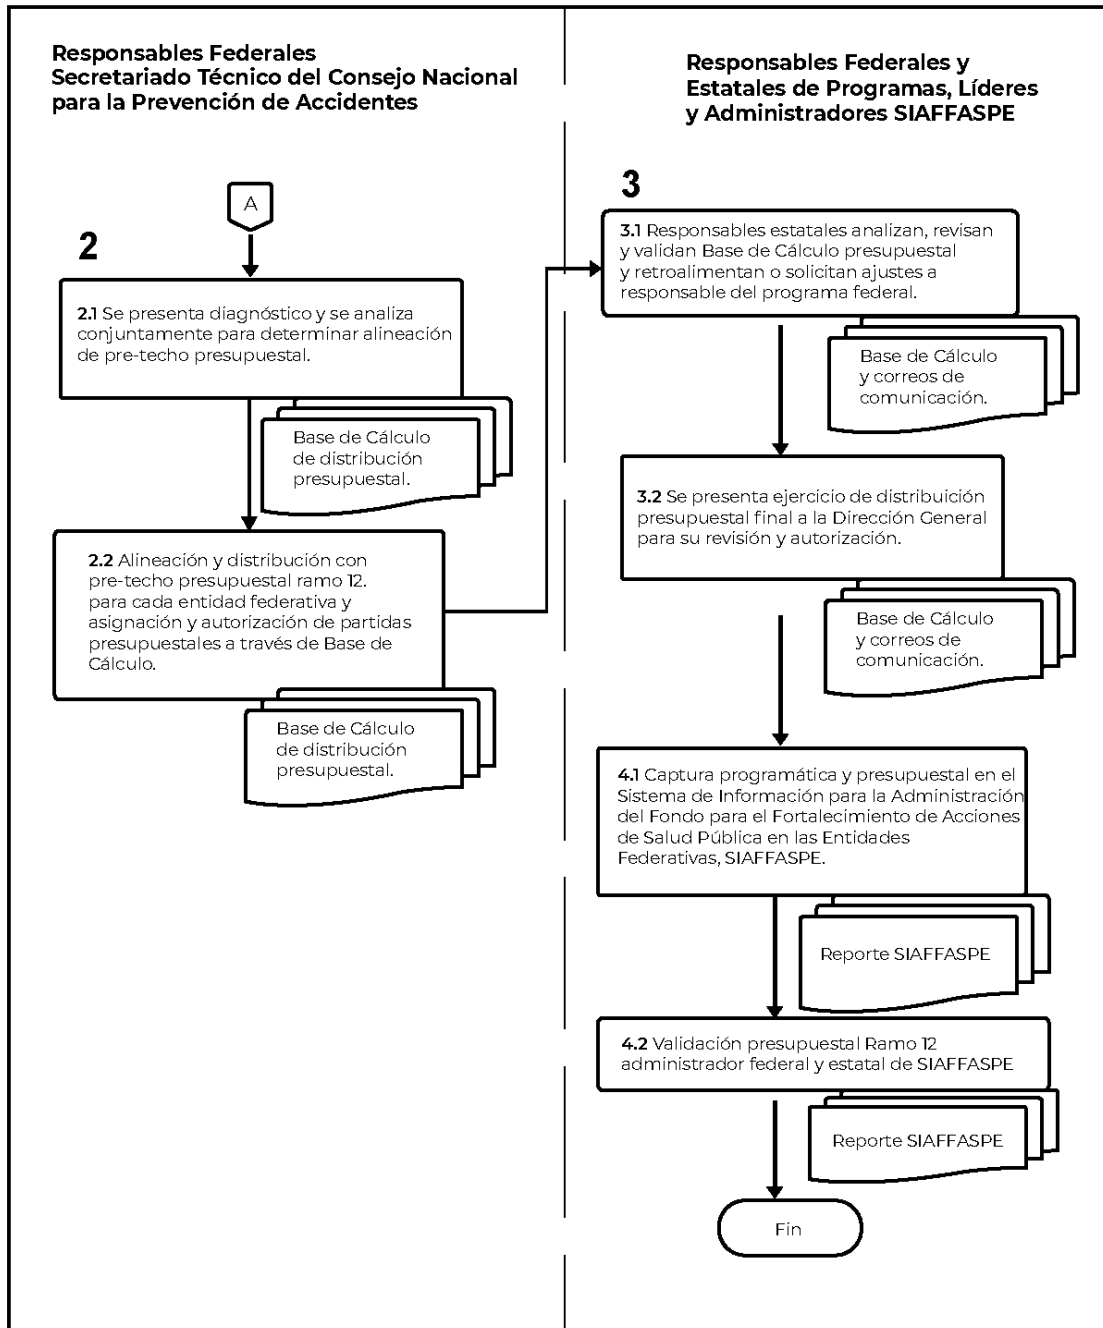 Responsables Federales
Secretariado Técnico del Consejo Nacional
para la Prevención de Accidentes
A
2
2.1 Se presenta diagnóstico y se analiza
conjuntamente para determinar alineación
de pre-techo presupuestal.
Base de Cálculo
de distribución
presupuestal.
2.2 Alineación y distribución con
pre-techo presupuestal ramo 12.
para cada entidad federativa y
asignación y autorización de partidas
presupuestales a través de Base de
Cálculo.
Base de Cálculo
de distribución
presupuestal.
Responsables Federales y
Estatales de Programas, Líderes
y Administradores SIAFFASPE
3
3.1 Responsables estatales analizan, revisan
y validan Base de Cálculo presupuestal
y retroalimentan o solicitan ajustes a
responsable del programa federal.
Base de Cálculo
y correos de
comunicación.
3.2 Se presenta ejercicio de distribuición
presupuestal final a la Dirección General
para su revisión y autorización.
Base de Cálculo
y correos de
comunicación.
4.1 Captura programática y presupuestal en el
Sistema de Información para la Administración
del Fondo para el Fortalecimiento de Acciones
de Salud Pública en las Entidades
Federativas, SIAFFASPE.
Reporte SIAFFASPE
4.2 Validación presupuestal Ramo 12
administrador federal y estatal de SIAFFASPE
Reporte SIAFFASPE
Fin